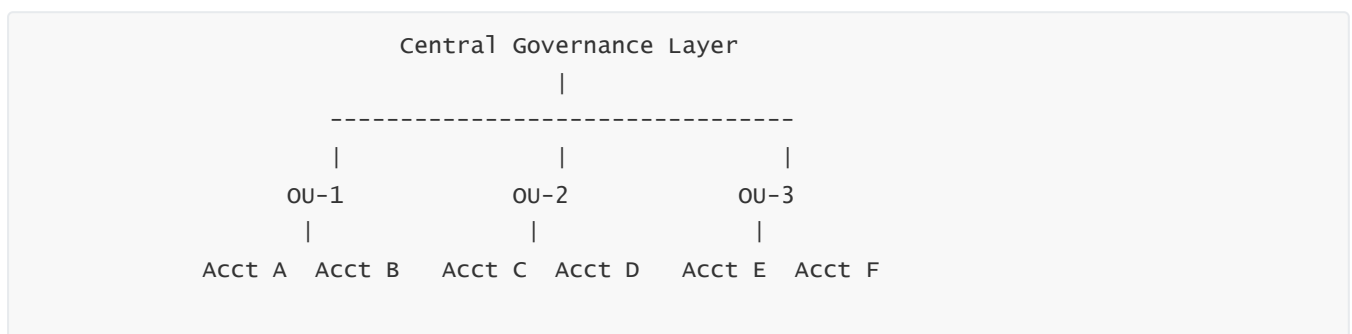 Central Governance Layer
|
---------------------------------
| | |
OU-1 OU-2 OU-3
| | |
Acct A Acct B Acct C Acct D Acct E Acct F